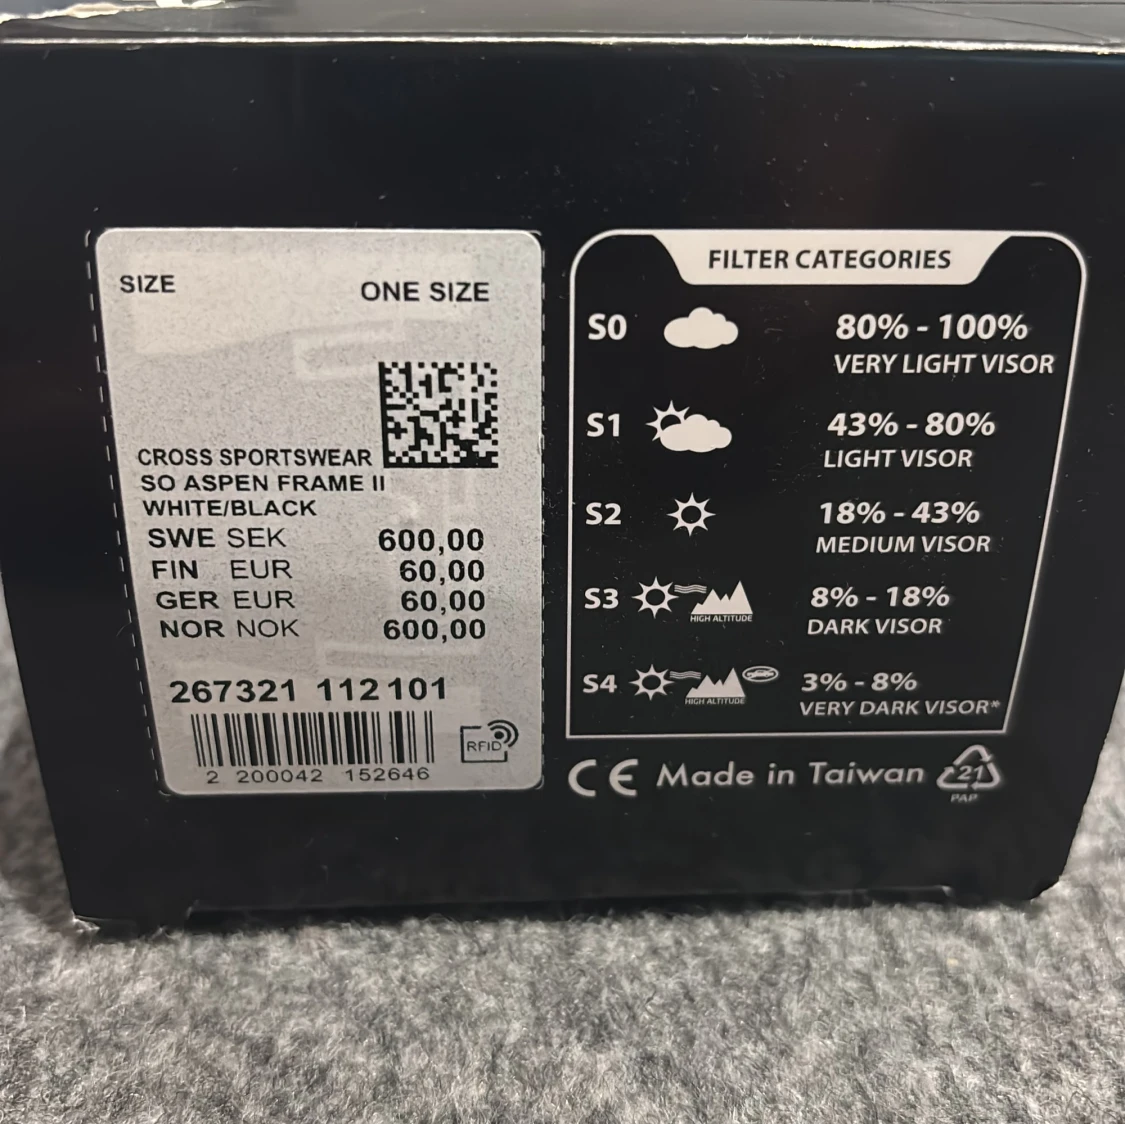 SIZE ONE SIZE
CROSS SPORTSWEAR
SO ASPEN FRAME II
WHITE/BLACK
SWE SEK 600,00
FIN EUR 60,00
GER EUR 60,00
NOR NOK 600,00
267321 112 101
RFID
2 200042 152646
FILTER CATEGORIES
S0 80% - 100%
VERY LIGHT VISOR
S1 43% - 80%
LIGHT VISOR
S2 18% - 43%
MEDIUM VISOR
S3 8% - 18%
HIGH ALTITUDE
DARK VISOR
S4 3% - 8%
HIGH ALTITUDE
VERY DARK VISOR*
CE Made in Taiwan 21
PAP